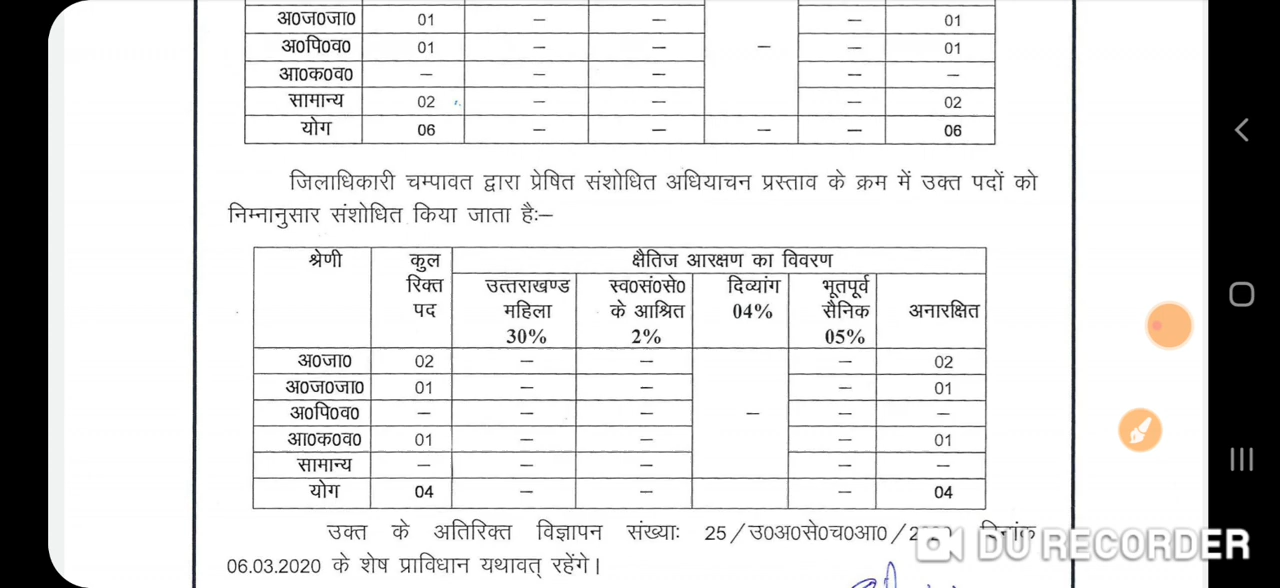 अ0ज0जा0 01 – – – 01
अ0पि0व0 01 – – – – 01
आ0क0व0 – – – – –
सामान्य 02 – – – 02
योग 06 – – – – 06
जिलाधिकारी चम्पावत द्वारा प्रेषित संशोधित अधियाचन प्रस्ताव के क्रम में उक्त पदों को
निम्नानुसार संशोधित किया जाता है:–
श्रेणी कुल रिक्त पद क्षैतिज आरक्षण का विवरण
उत्तराखण्ड महिला 30% स्व0सं0से0 के आश्रित 2% दिव्यांग 04% भूतपूर्व सैनिक 05% अनारक्षित
अ0जा0 02 – – – 02
अ0ज0जा0 01 – – – 01
अ0पि0व0 – – – – – –
आ0क0व0 01 – – – 01
सामान्य – – – – –
योग 04 – – – 04
उक्त के अतिरिक्त विज्ञापन संख्याः 25/उ0अ0से0च0आ0/ दिनांक
06.03.2020 के शेष प्राविधान यथावत् रहेंगे।
DU RECORDER